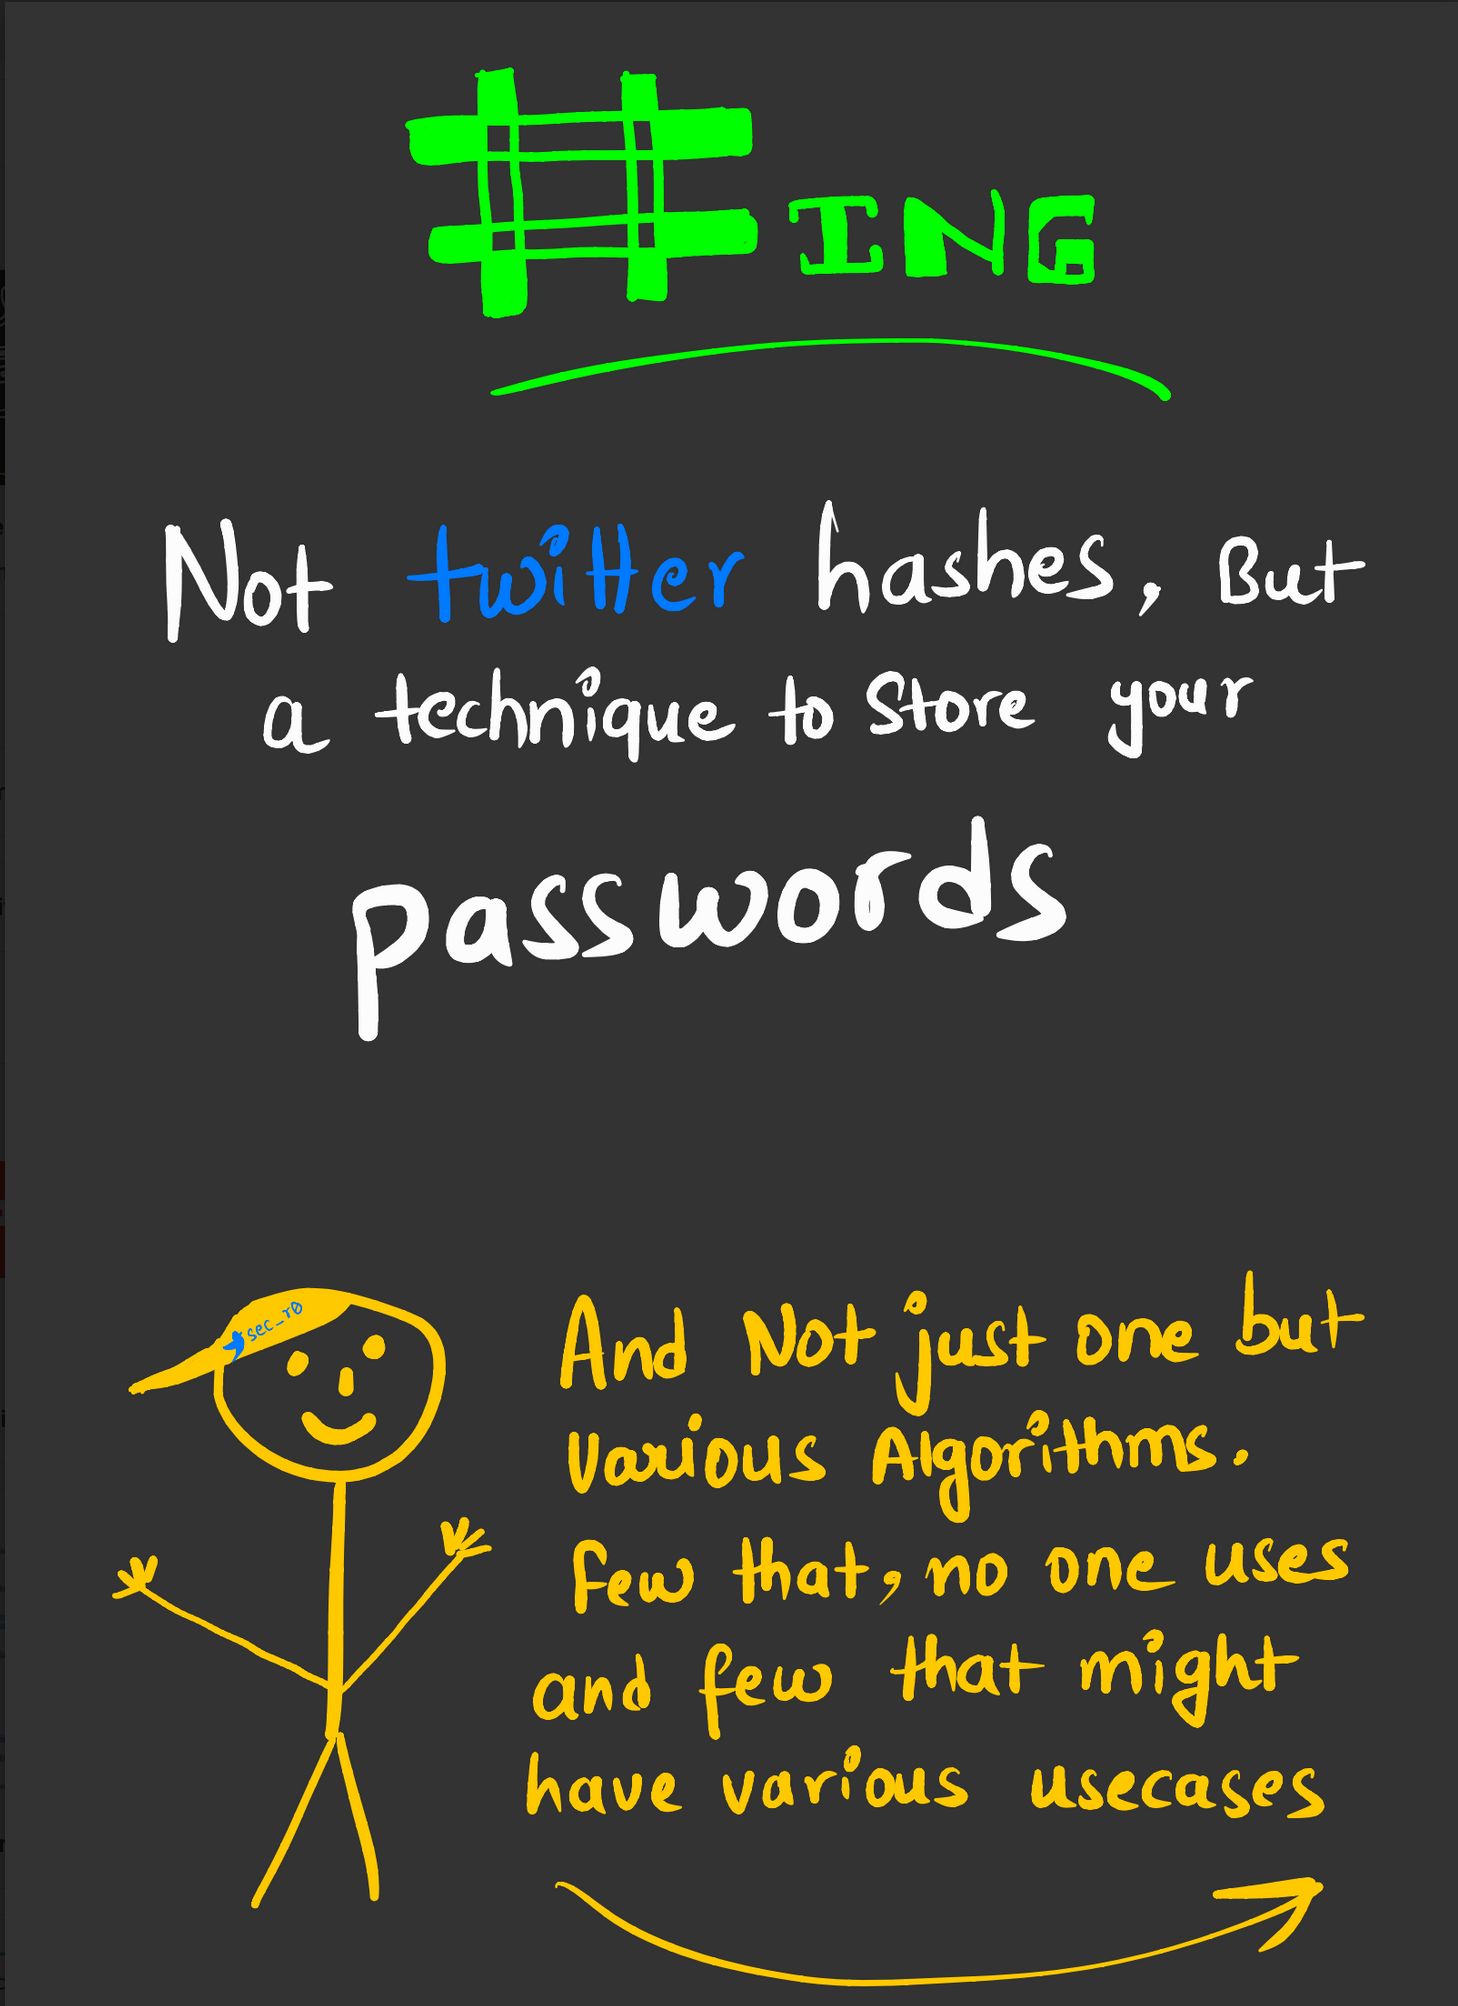 #ING
Not twitter hashes, But
a technique to store your
passwords
sec_r0
And Not just one but
Various Algorithms.
few that, no one uses
and few that might
have various usecases